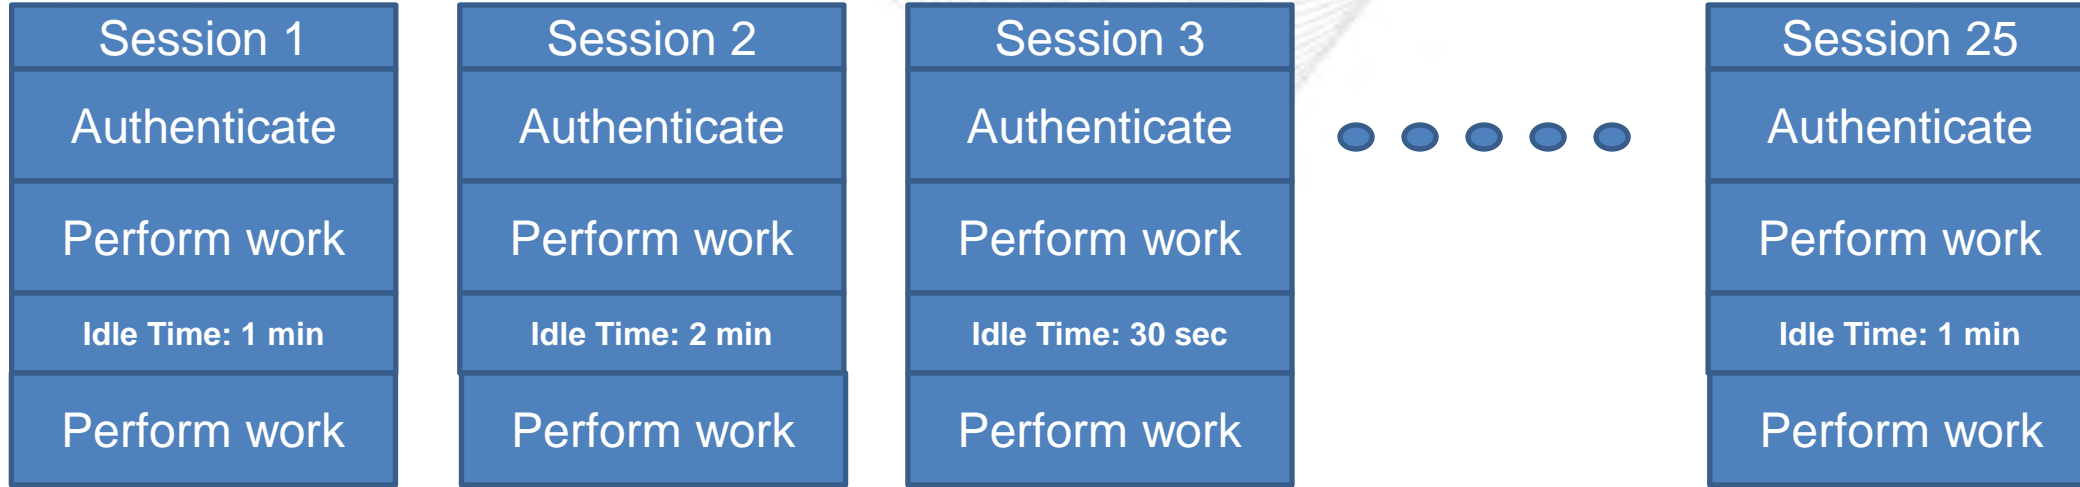 Session 1
Authenticate
Perform work
Idle Time: 1 min
Perform work
Session 2
Authenticate
Perform work
Idle Time: 2 min
Perform work
Session 3
Authenticate
Perform work
Idle Time: 30 sec
Perform work
Session 25
Authenticate
Perform work
Idle Time: 1 min
Perform work